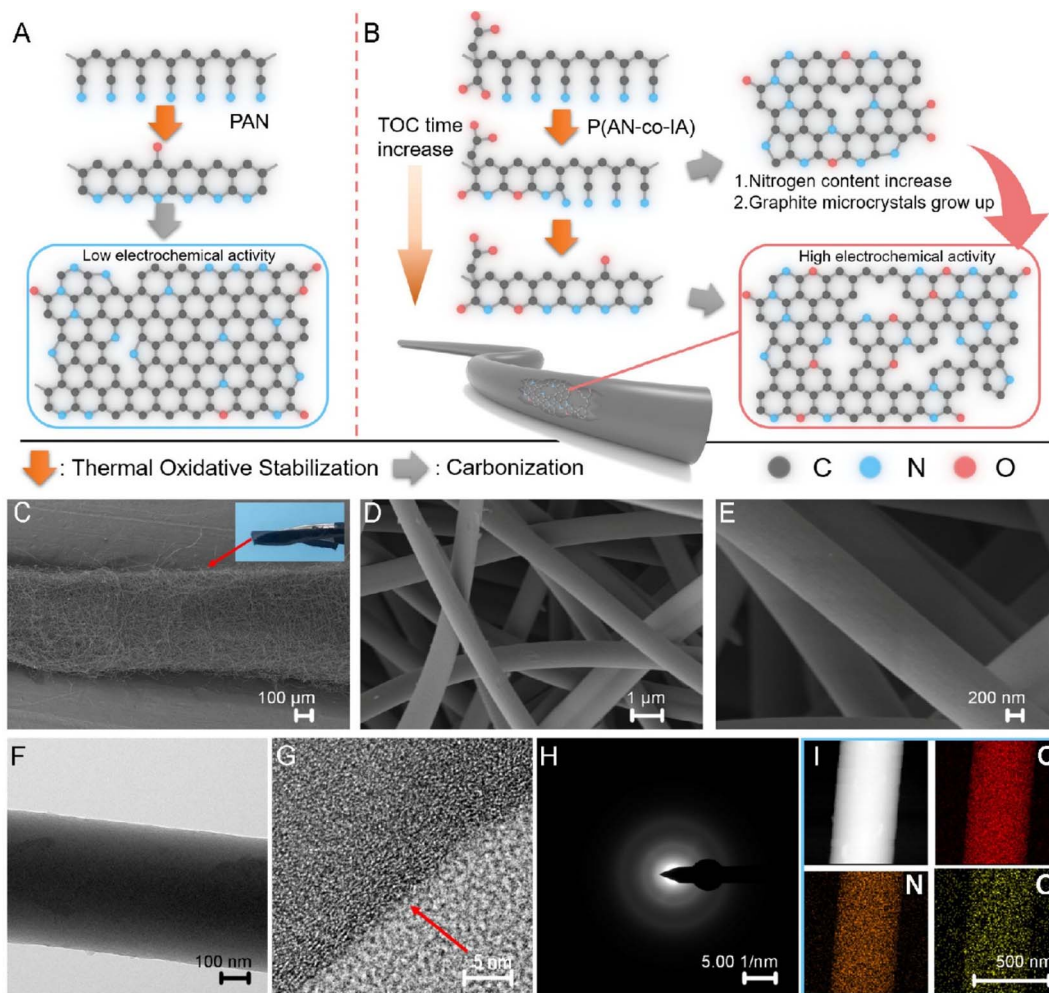 A
B
PAN
TOC time
increase
P(AN-co-IA)
1.Nitrogen content increase
2.Graphite microcrystals grow up
Low electrochemical activity
High electrochemical activity
: Thermal Oxidative Stabilization
: Carbonization
C
N
O
C
100 μm
D
1 μm
E
200 nm
F
100 nm
G
5 nm
H
5.00 1/nm
I
N
500 nm